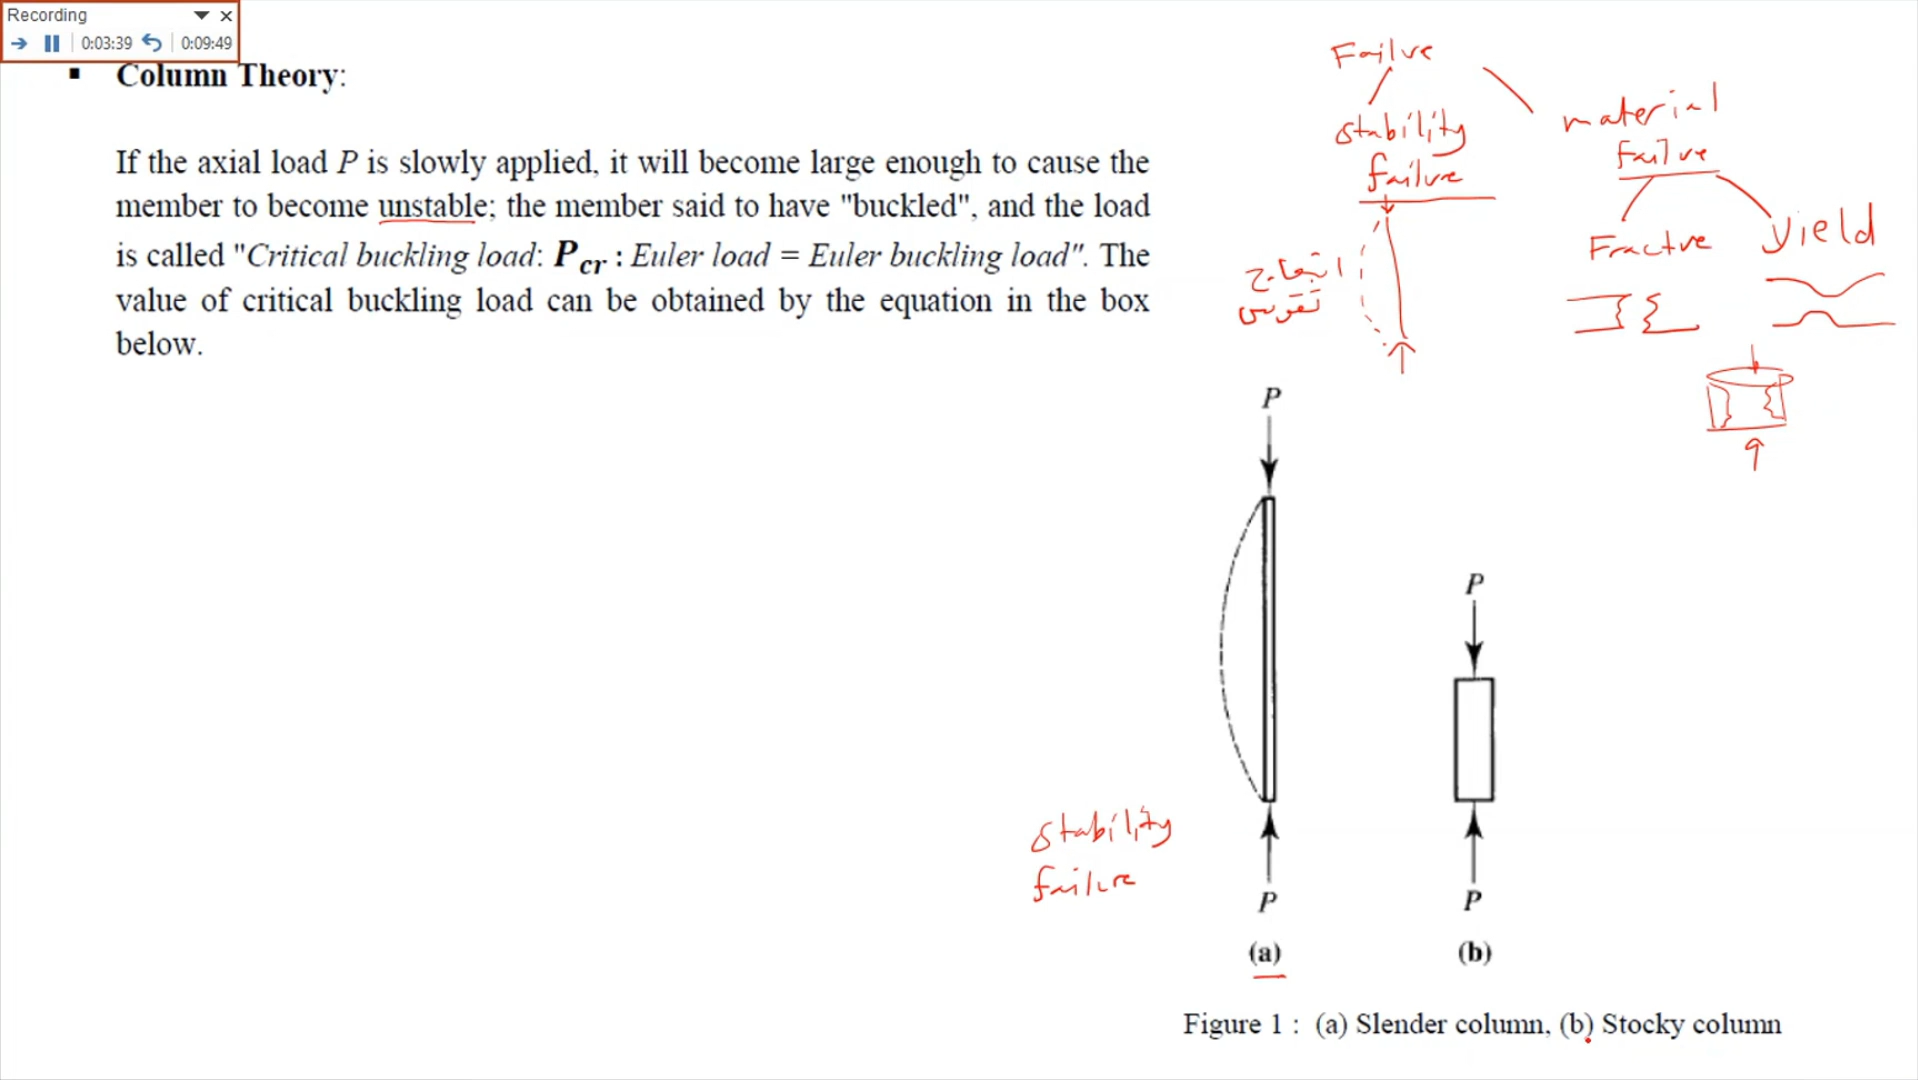 Recording
0:03:39 0:09:49
▪ Column Theory:
If the axial load P is slowly applied, it will become large enough to cause the
member to become unstable; the member said to have "buckled", and the load
is called "Critical buckling load: Pcr : Euler load = Euler buckling load". The
value of critical buckling load can be obtained by the equation in the box
below.
Failure
stability
failure
material
failure
Fracture
yield
انبعاج
تقوس
P
P
stability
failure
P
P
(a)
(b)
Figure 1 : (a) Slender column, (b) Stocky column